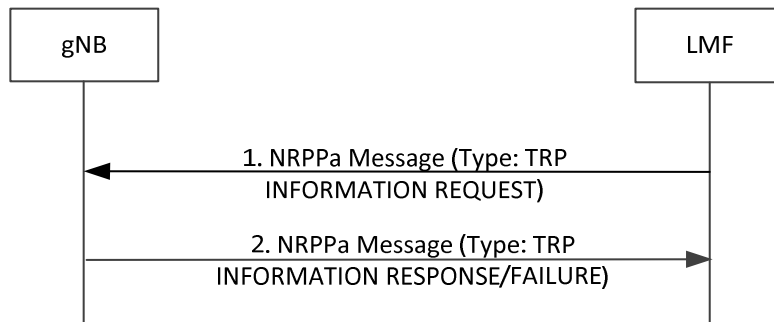 gNB
LMF
1. NRPPa Message (Type: TRP
INFORMATION REQUEST)
2. NRPPa Message (Type: TRP
INFORMATION RESPONSE/FAILURE)